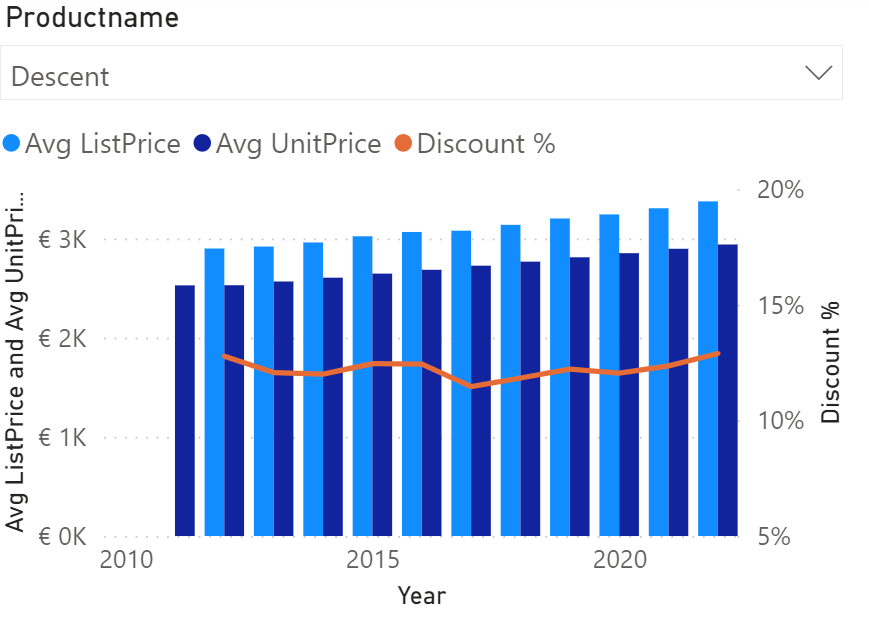 Productname
Descent
Avg ListPrice Avg UnitPrice Discount %
Avg ListPrice and Avg UnitPri...
€ 3K
€ 2K
€ 1K
€ 0K
20%
15%
10%
5%
Discount %
2010 2015 2020
Year